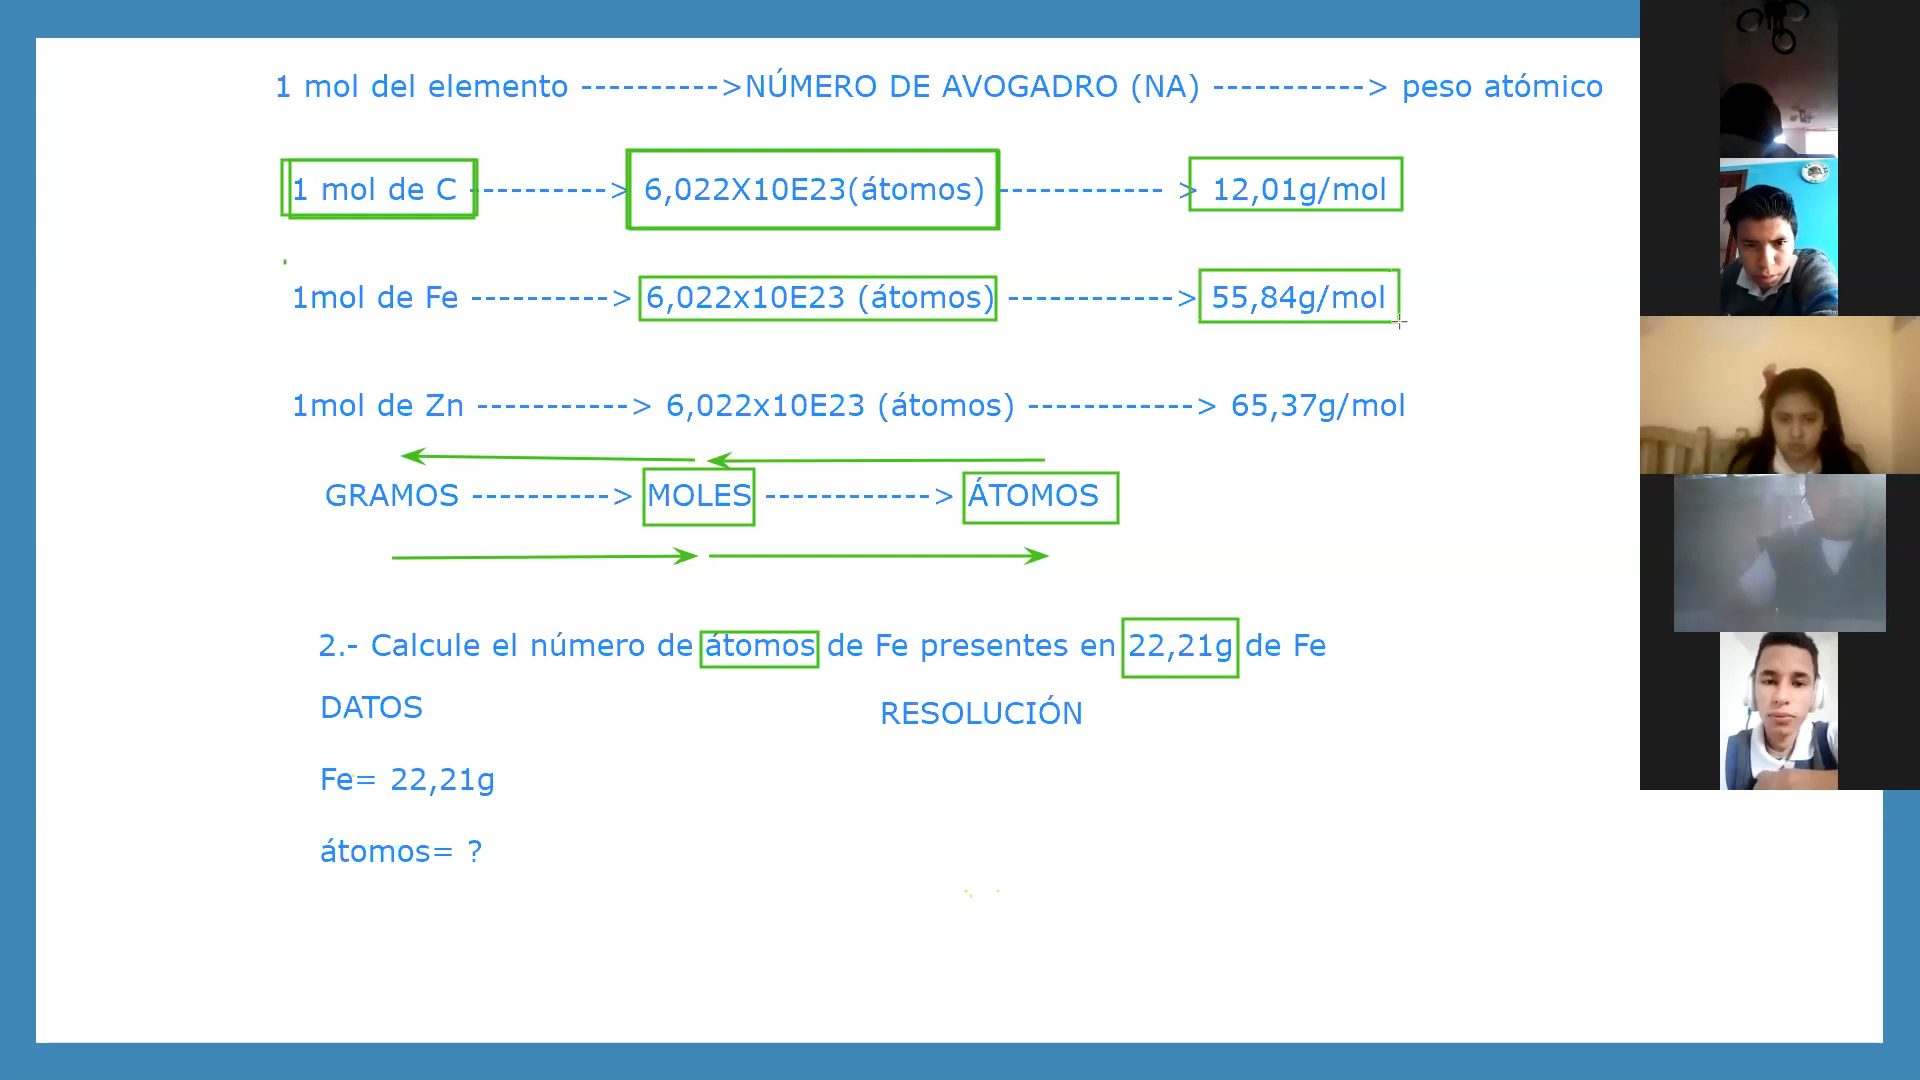 1 mol del elemento ---------->NÚMERO DE AVOGADRO (NA) -----------> peso atómico
1 mol de C ----------> 6,022X10E23(átomos) ------------ > 12,01g/mol
1mol de Fe ----------> 6,022x10E23 (átomos) ------------> 55,84g/mol
1mol de Zn -----------> 6,022x10E23 (átomos) ------------> 65,37g/mol
GRAMOS ----------> MOLES ------------> ÁTOMOS
2.- Calcule el número de átomos de Fe presentes en 22,21g de Fe
DATOS
RESOLUCIÓN
Fe= 22,21g
átomos= ?